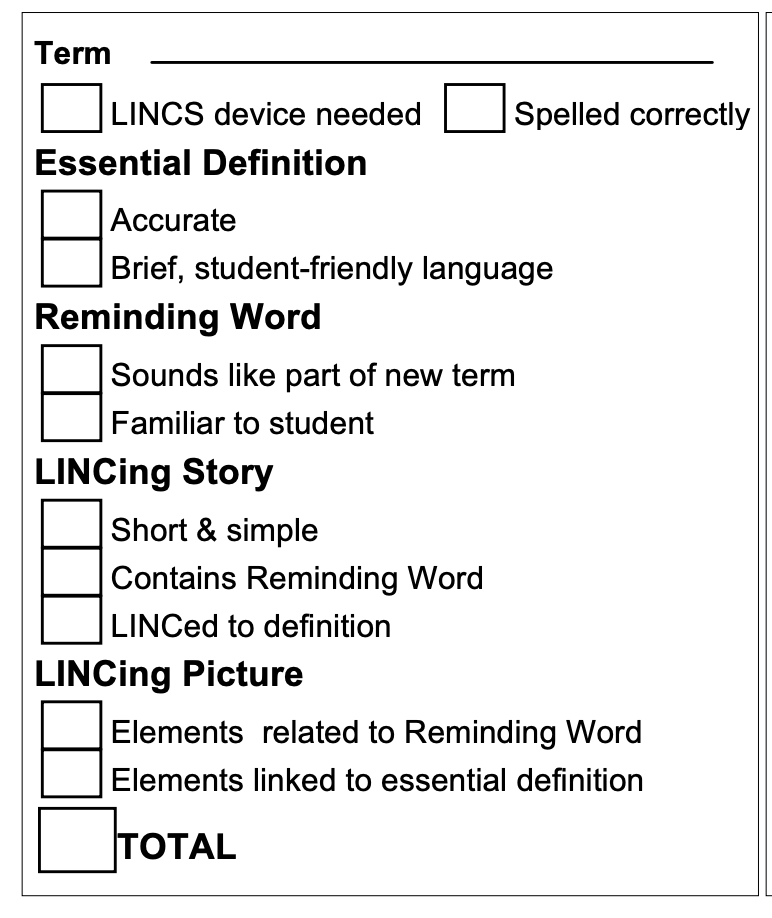 Term
LINCS device needed Spelled correctly
Essential Definition
Accurate
Brief, student-friendly language
Reminding Word
Sounds like part of new term
Familiar to student
LINCing Story
Short & simple
Contains Reminding Word
LINCed to definition
LINCing Picture
Elements  related to Reminding Word
Elements linked to essential definition
TOTAL